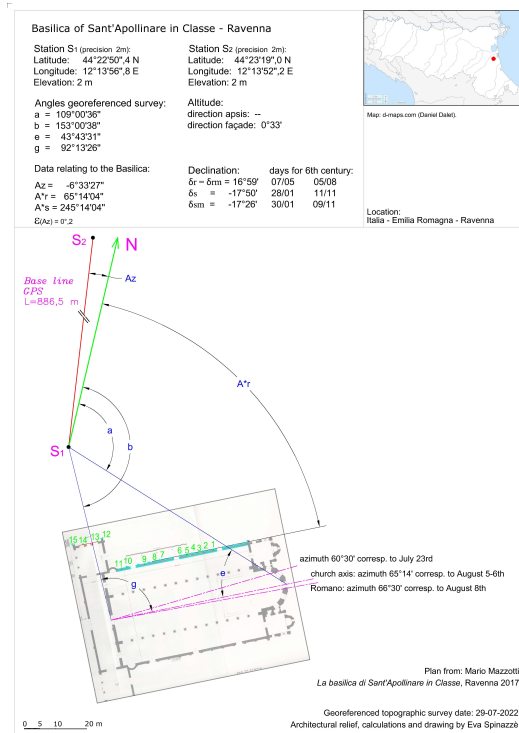 Basilica of Sant'Apollinare in Classe - Ravenna
Station S1 (precision 2m):
Latitude: 44°22'50",4 N
Longitude: 12°13'56",8 E
Elevation: 2 m
Station S2 (precision 2m):
Latitude: 44°23'19",0 N
Longitude: 12°13'52",2 E
Elevation: 2 m
Angles georeferenced survey:
a = 109°00'36"
b = 153°00'38"
e = 43°43'31"
g = 92°13'26"
Altitude:
direction apsis: --
direction façade: 0°33'
Data relating to the Basilica:
Az = -6°33'27"
A*r = 65°14'04"
A*s = 245°14'04"
Ɛ(Az) = 0",2
Declination: days for 6th century:
δr – δrm = 16°59' 07/05 05/08
δs = -17°50' 28/01 11/11
δsm = -17°26' 30/01 09/11
Map: d-maps.com (Daniel Dalet).
Location:
Italia - Emilia Romagna - Ravenna
S2
N
Az
Base line
GPS
L=886,5 m
A*r
a
b
S1
15 14 13 12
11 10 9 8 7 6 5 4 3 2 1
e
g
azimuth 60°30' corresp. to July 23rd
church axis: azimuth 65°14' corresp. to August 5-6th
Romano: azimuth 66°30' corresp. to August 8th
Plan from: Mario Mazzotti
La basilica di Sant'Apollinare in Classe, Ravenna 2017
Georeferenced topographic survey date: 29-07-2022
Architectural relief, calculations and drawing by Eva Spinazzè
0 5 10 20 m